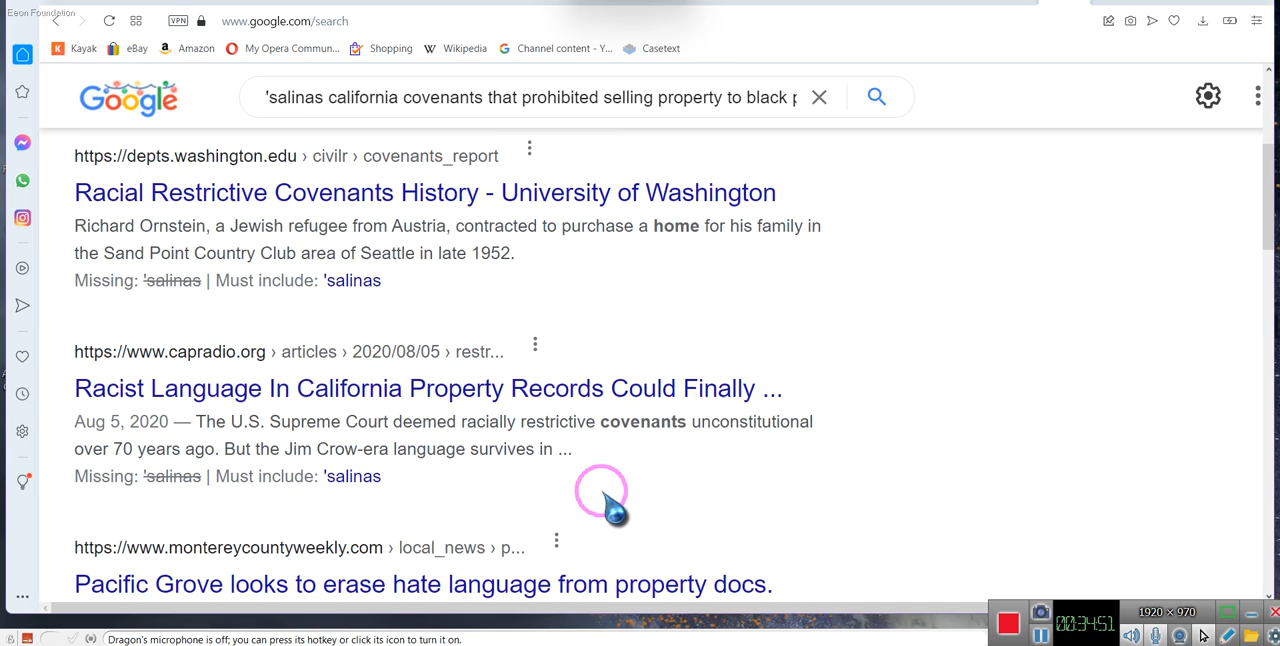 Eeon Foundation
VPN www.google.com/search
Kayak eBay Amazon My Opera Commun... Shopping Wikipedia Channel content - Y... Casetext
Google 'salinas california covenants that prohibited selling property to black p
https://depts.washington.edu › civilr › covenants_report
Racial Restrictive Covenants History - University of Washington
Richard Ornstein, a Jewish refugee from Austria, contracted to purchase a home for his family in
the Sand Point Country Club area of Seattle in late 1952.
Missing: 'salinas | Must include: 'salinas
https://www.capradio.org › articles › 2020/08/05 › restr...
Racist Language In California Property Records Could Finally ...
Aug 5, 2020 — The U.S. Supreme Court deemed racially restrictive covenants unconstitutional
over 70 years ago. But the Jim Crow-era language survives in ...
Missing: 'salinas | Must include: 'salinas
https://www.montereycountyweekly.com › local_news › p...
Pacific Grove looks to erase hate language from property docs.
1920 × 970
00:34:51
Dragon's microphone is off; you can press its hotkey or click its icon to turn it on.